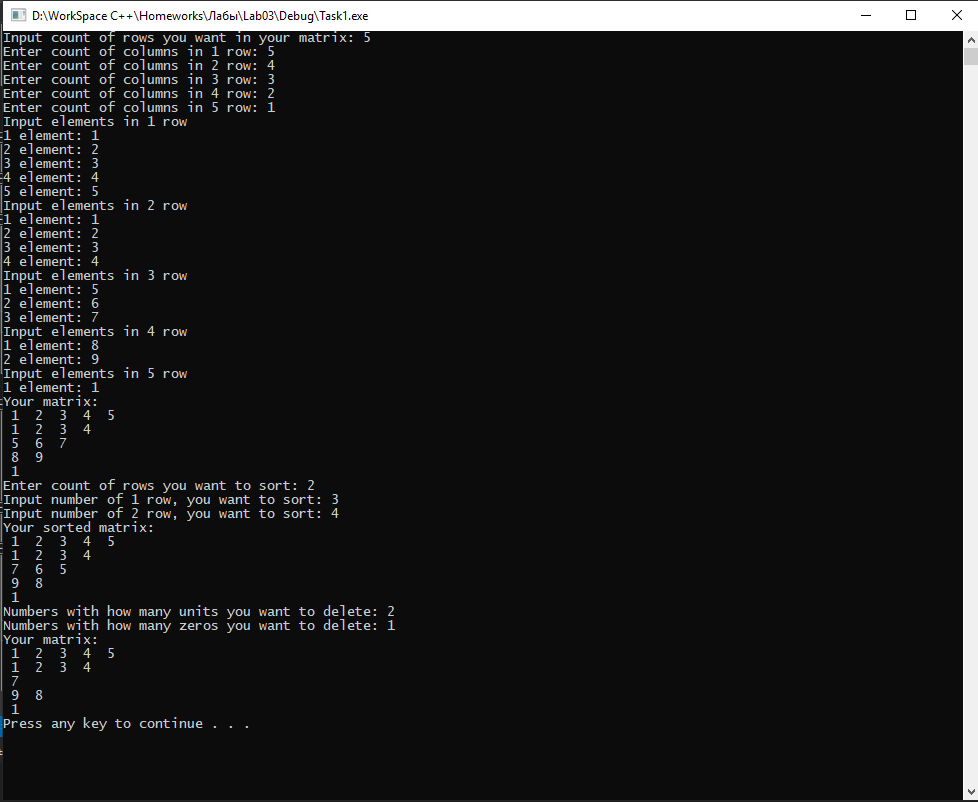 D:\WorkSpace C++\Homeworks\Лабы\Lab03\Debug\Task1.exe
Input count of rows you want in your matrix: 5
Enter count of columns in 1 row: 5
Enter count of columns in 2 row: 4
Enter count of columns in 3 row: 3
Enter count of columns in 4 row: 2
Enter count of columns in 5 row: 1
Input elements in 1 row
1 element: 1
2 element: 2
3 element: 3
4 element: 4
5 element: 5
Input elements in 2 row
1 element: 1
2 element: 2
3 element: 3
4 element: 4
Input elements in 3 row
1 element: 5
2 element: 6
3 element: 7
Input elements in 4 row
1 element: 8
2 element: 9
Input elements in 5 row
1 element: 1
Your matrix:
1 2 3 4 5
1 2 3 4
5 6 7
8 9
1
Enter count of rows you want to sort: 2
Input number of 1 row, you want to sort: 3
Input number of 2 row, you want to sort: 4
Your sorted matrix:
1 2 3 4 5
1 2 3 4
7 6 5
9 8
1
Numbers with how many units you want to delete: 2
Numbers with how many zeros you want to delete: 1
Your matrix:
1 2 3 4 5
1 2 3 4
7
9 8
1
Press any key to continue . . .